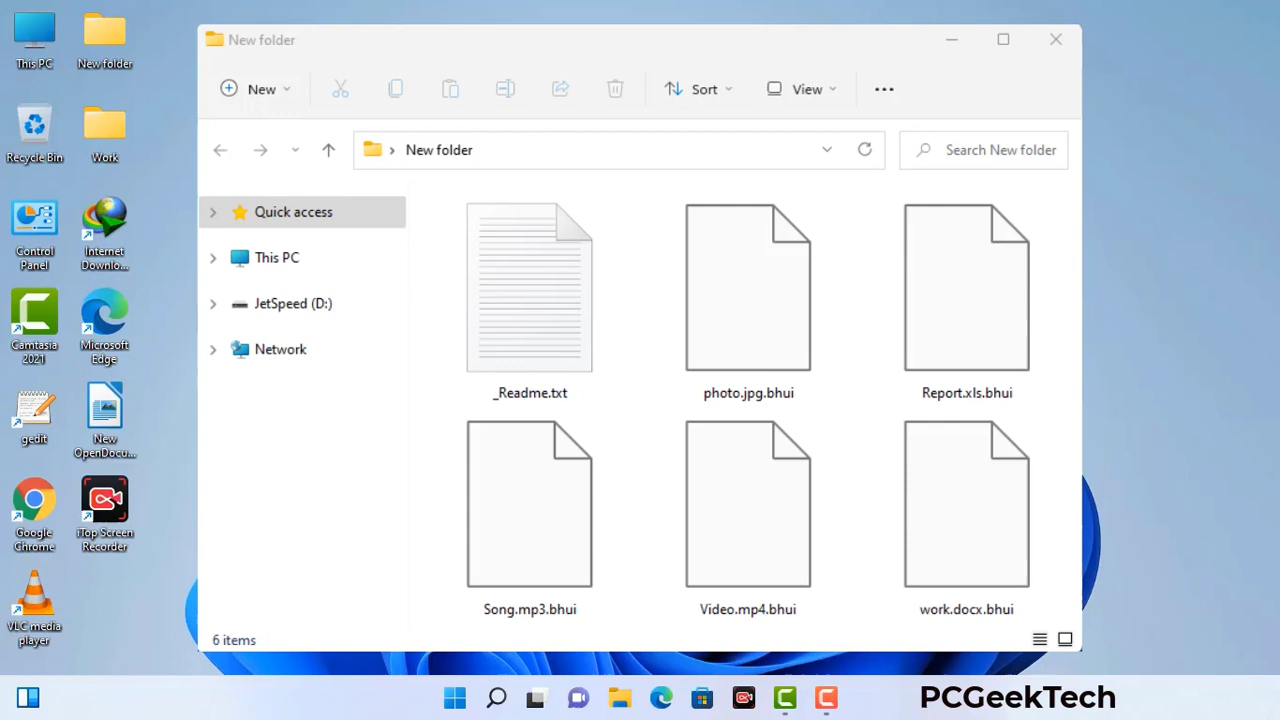 This PC
New folder
Recycle Bin
Work
Control
Panel
Internet
Downlo...
Camtasia
2021
Microsoft
Edge
gedit
New
OpenDocu...
Google
Chrome
iTop Screen
Recorder
VLC media
player
New folder
New
Sort
View
New folder
Search New folder
Quick access
This PC
JetSpeed (D:)
Network
_Readme.txt
photo.jpg.bhui
Report.xls.bhui
Song.mp3.bhui
Video.mp4.bhui
work.docx.bhui
6 items
PCGeekTech